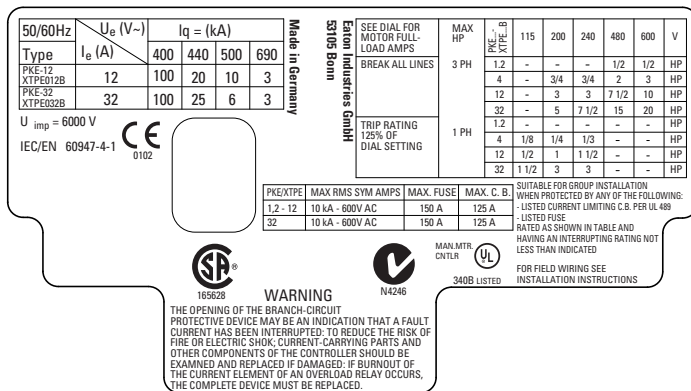 50/60Hz U e (V~) Iq = (kA)
Type I e (A) 400 440 500 690
PKE-12 XTPE012B 12 100 20 10 3
PKE-32 XTPE032B 32 100 25 6 3
U imp = 6000 V
IEC/EN 60947-4-1
CE
0102
Made in Germany
Eaton Industries GmbH
53105 Bonn
SEE DIAL FOR MOTOR FULL-LOAD AMPS MAX HP PKE_.._ XTPE...B 115 200 240 480 600 V
BREAK ALL LINES 3 PH 1.2 – – – 1/2 1/2 HP
4 – 3/4 3/4 2 3 HP
12 – 3 3 7 1/2 10 HP
32 – 5 7 1/2 15 20 HP
TRIP RATING 125% OF DIAL SETTING 1 PH 1.2 – – – – – HP
4 1/8 1/4 1/3 – – HP
12 1/2 1 1 1/2 – – HP
32 1 1/2 3 3 – – HP
PKE/XTPE MAX RMS SYM AMPS MAX. FUSE MAX. C. B.
1,2 - 12 10 kA - 600V AC 150 A 125 A
32 10 kA - 600V AC 150 A 125 A
SUITABLE FOR GROUP INSTALLATION
WHEN PROTECTED BY ANY OF THE FOLLOWING:
- LISTED CURRENT LIMITING C.B. PER UL 489
- LISTED FUSE
RATED AS SHOWN IN TABLE AND
HAVING AN INTERRUPTING RATING NOT
LESS THAN INDICATED
FOR FIELD WIRING SEE
INSTALLATION INSTRUCTIONS
MAN.MTR.
CNTLR
UL
340B LISTED
SA ®
165628
N4246
WARNING
THE OPENING OF THE BRANCH-CIRCUIT
PROTECTIVE DEVICE MAY BE AN INDICATION THAT A FAULT
CURRENT HAS BEEN INTERRUPTED: TO REDUCE THE RISK OF
FIRE OR ELECTRIC SHOK; CURRENT-CARRYING PARTS AND
OTHER COMPONENTS OF THE CONTROLLER SHOULD BE
EXAMNED AND REPLACED IF DAMAGED: IF BURNOUT OF
THE CURRENT ELEMENT OF AN OVERLOAD RELAY OCCURS,
THE COMPLETE DEVICE MUST BE REPLACED.